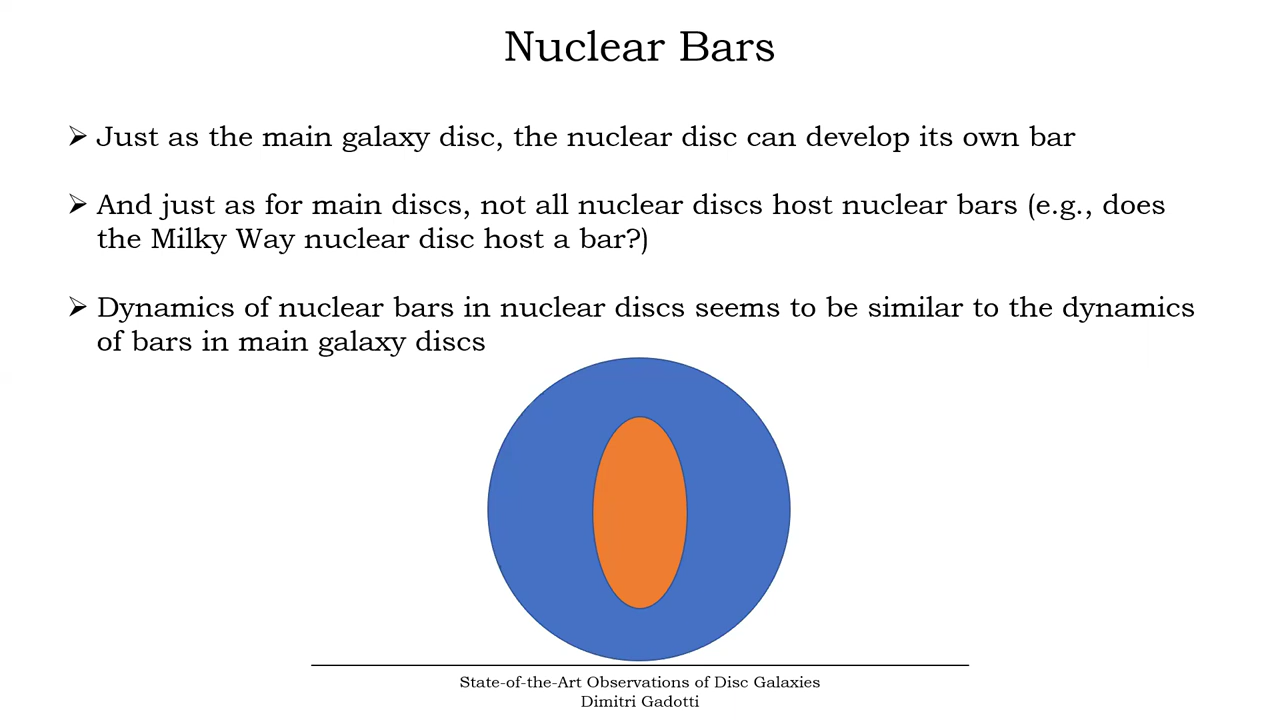 Nuclear Bars
➢ Just as the main galaxy disc, the nuclear disc can develop its own bar
➢ And just as for main discs, not all nuclear discs host nuclear bars (e.g., does
the Milky Way nuclear disc host a bar?)
➢ Dynamics of nuclear bars in nuclear discs seems to be similar to the dynamics
of bars in main galaxy discs
State-of-the-Art Observations of Disc Galaxies
Dimitri Gadotti